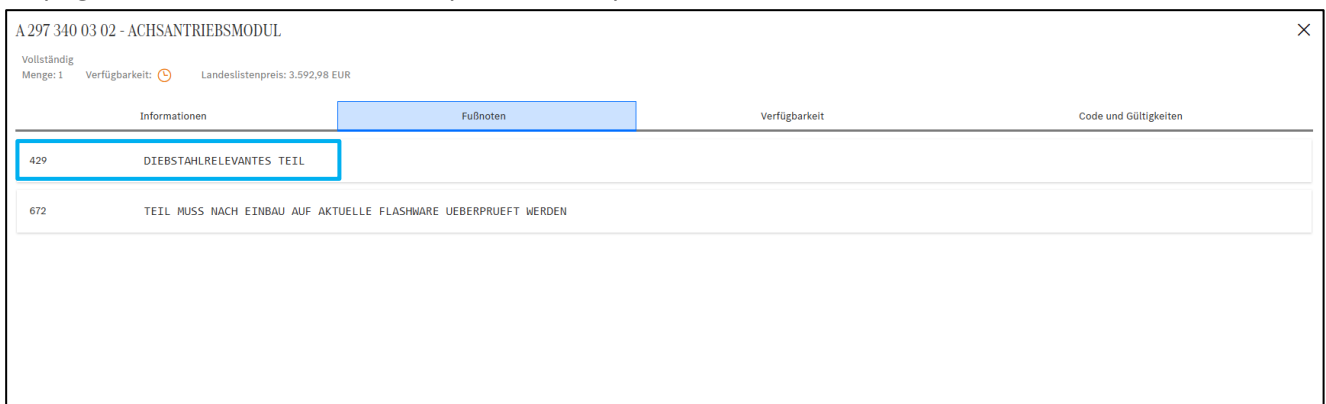 A 297 340 03 02 - ACHSANTRIEBSMODUL
Vollständig
Menge: 1 Verfügbarkeit: Landeslistenpreis: 3.592,98 EUR
Informationen Fußnoten Verfügbarkeit Code und Gültigkeiten
429 DIEBSTAHLRELEVANTES TEIL
672 TEIL MUSS NACH EINBAU AUF AKTUELLE FLASHWARE UEBERPRUEFT WERDEN